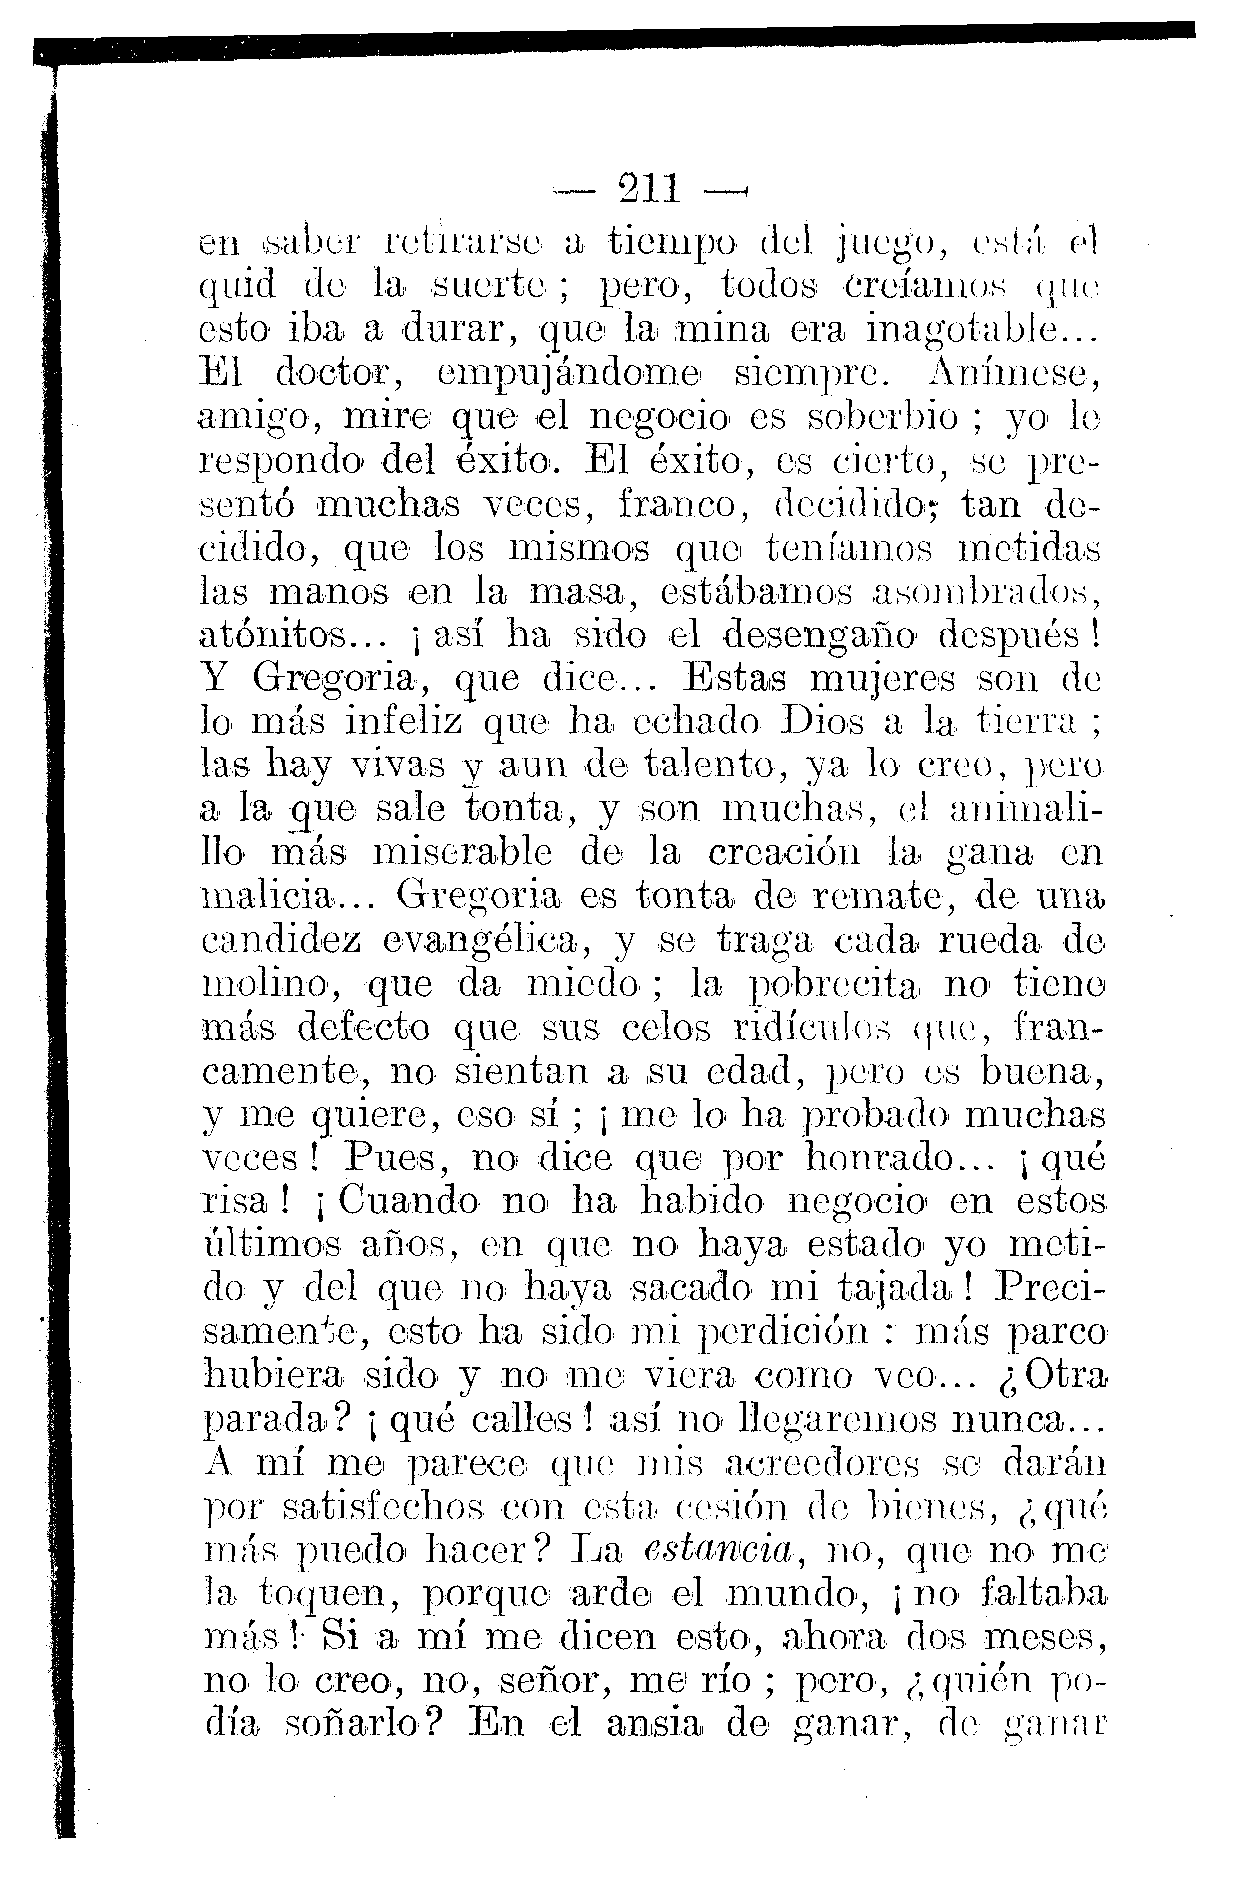 — 211 —
en saber retirarse a tiempo del juego, está el
quid de la suerte ; pero, todos creíamos que
esto iba a durar, que la mina era inagotable...
El doctor, empujándome siempre. Anímese,
amigo, mire que el negocio es soberbio ; yo le
respondo del éxito. El éxito, es cierto, se pre-
sentó muchas veces, franco, decidido; tan de-
cidido, que los mismos que teníamos metidas
las manos en la masa, estábamos asombrados,
atónitos... ¡ así ha sido el desengaño después !
Y Gregoria, que dice... Estas mujeres son de
lo más infeliz que ha echado Dios a la tierra ;
las hay vivas y aun de talento, ya lo creo, pero
a la que sale tonta, y son muchas, el animali-
llo más miserable de la creación la gana en
malicia... Gregoria es tonta de remate, de una
candidez evangélica, y se traga cada rueda de
molino, que da miedo ; la pobrecita no tiene
más defecto que sus celos ridículos que, fran-
camente, no sientan a su edad, pero es buena,
y me quiere, eso sí ; ¡ me lo ha probado muchas
veces ! Pues, no dice que por honrado... ¡ qué
risa ! ¡ Cuando no ha habido negocio en estos
últimos años, en que no haya estado yo meti-
do y del que no haya sacado mi tajada ! Preci-
samente, esto ha sido mi perdición : más parco
hubiera sido y no me viera como veo... ¿ Otra
parada ? ¡ qué calles ! así no llegaremos nunca...
A mí me parece que mis acreedores se darán
por satisfechos con esta cesión de bienes, ¿ qué
más puedo hacer ? La estancia, no, que no me
la toquen, porque arde el mundo, ¡ no faltaba
más ! Si a mí me dicen esto, ahora dos meses,
no lo creo, no, señor, me río ; pero, ¿ quién po-
día soñarlo ? En el ansia de ganar, de ganar